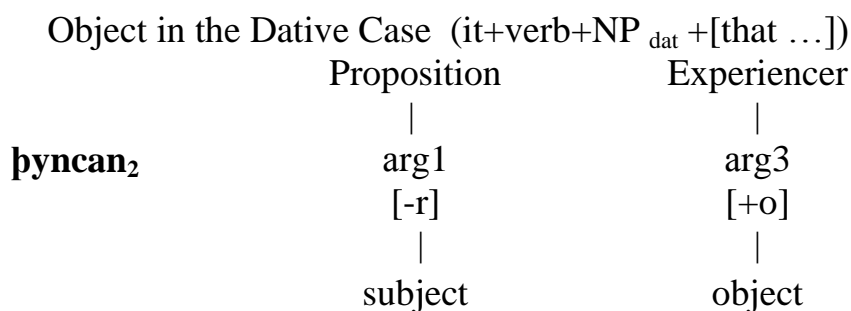 Object in the Dative Case (it+verb+NP dat +[that …])
Proposition Experiencer
| |
þyncan2 arg1 arg3
[-r] [+o]
| |
subject object